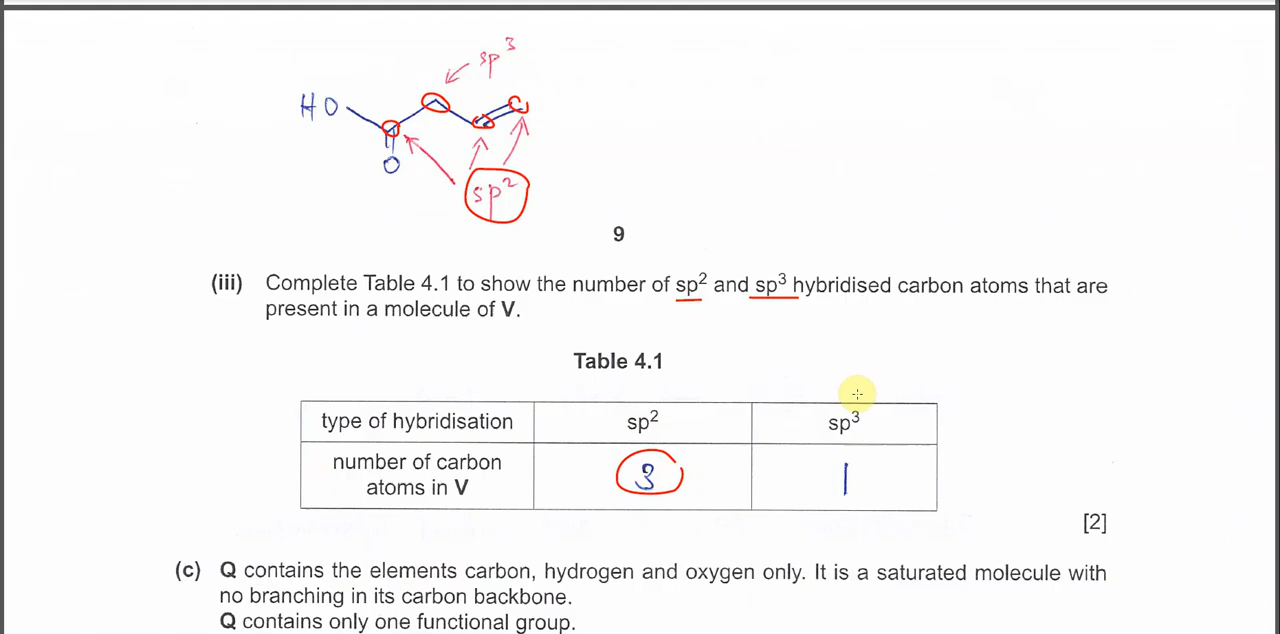 sp³
HO
O
sp²
9
(iii) Complete Table 4.1 to show the number of sp² and sp³ hybridised carbon atoms that are
present in a molecule of V.
Table 4.1
type of hybridisation sp² sp³
number of carbon
atoms in V 3 1
[2]
(c) Q contains the elements carbon, hydrogen and oxygen only. It is a saturated molecule with
no branching in its carbon backbone.
Q contains only one functional group.